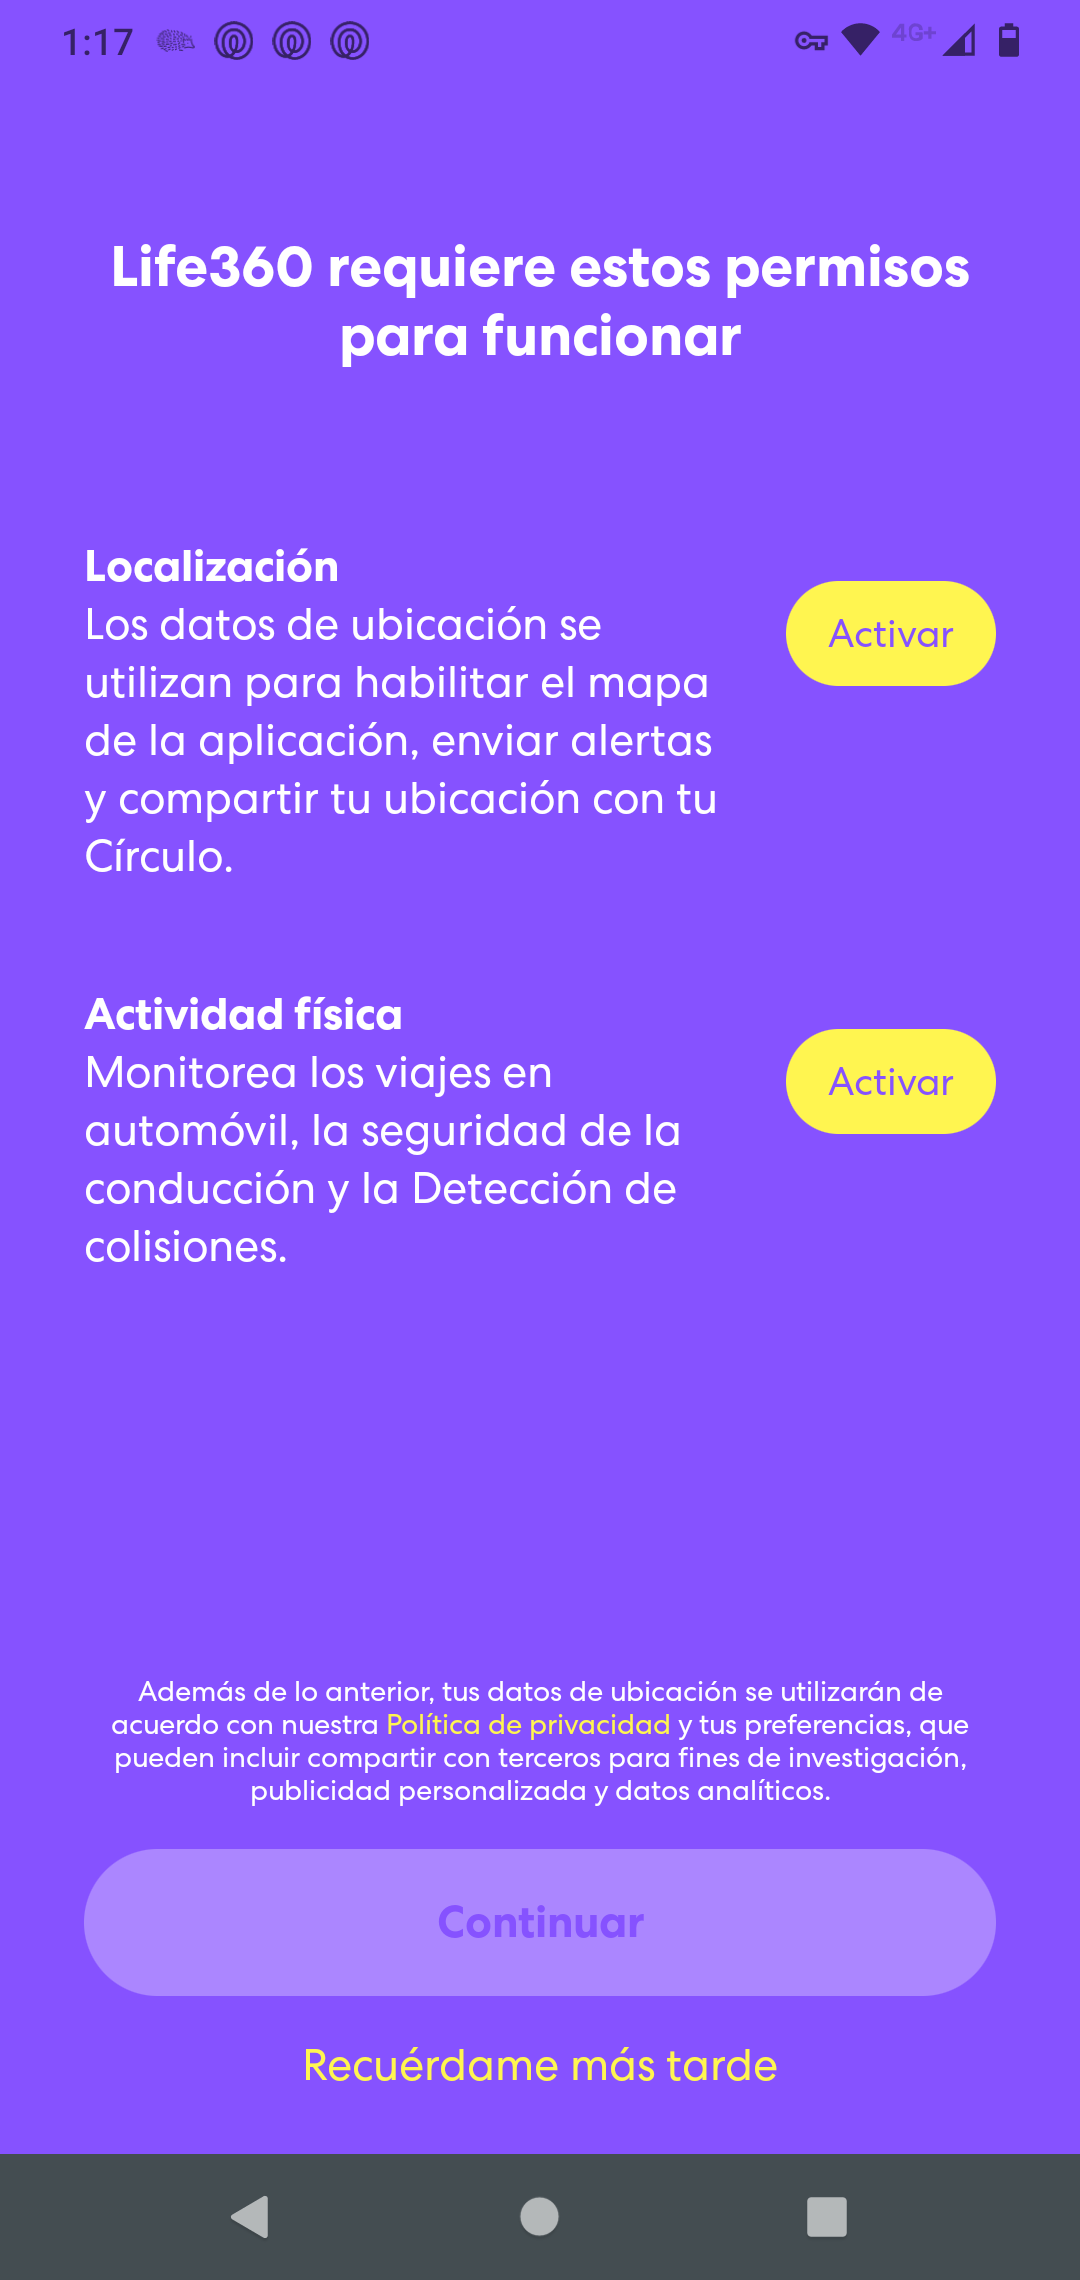 1:17
4G+
Life360 requiere estos permisos
para funcionar
Localización
Los datos de ubicación se
utilizan para habilitar el mapa
de la aplicación, enviar alertas
y compartir tu ubicación con tu
Círculo.
Activar
Actividad física
Monitorea los viajes en
automóvil, la seguridad de la
conducción y la Detección de
colisiones.
Activar
Además de lo anterior, tus datos de ubicación se utilizarán de
acuerdo con nuestra Política de privacidad y tus preferencias, que
pueden incluir compartir con terceros para fines de investigación,
publicidad personalizada y datos analíticos.
Continuar
Recuérdame más tarde